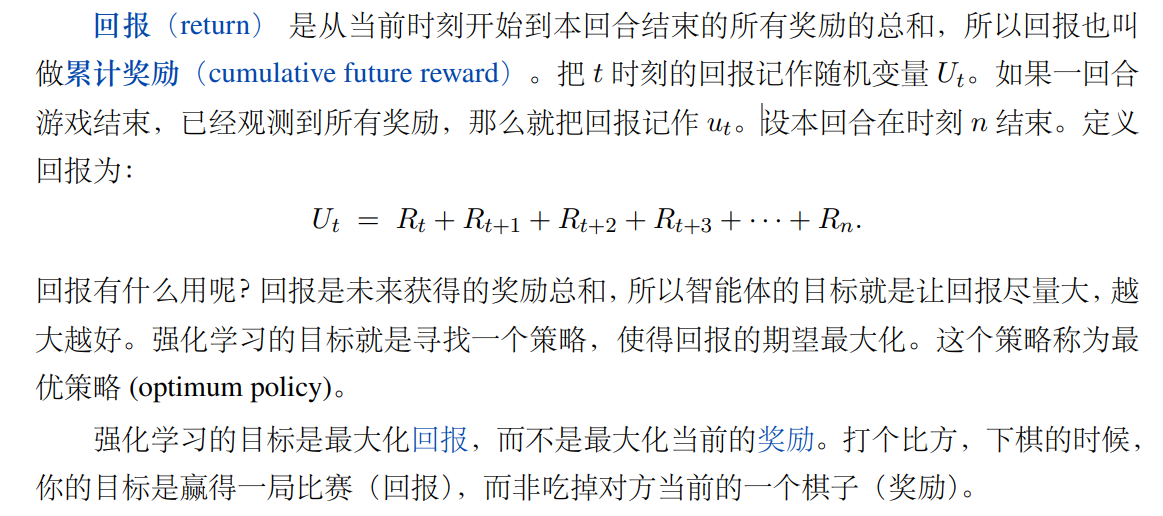 回报（return） 是从当前时刻开始到本回合结束的所有奖励的总和，所以回报也叫
做累计奖励（cumulative future reward）。把 t 时刻的回报记作随机变量 Uₜ。如果一回合
游戏结束，已经观测到所有奖励，那么就把回报记作 uₜ。设本回合在时刻 n 结束。定义
回报为：
Uₜ = Rₜ + Rₜ₊₁ + Rₜ₊₂ + Rₜ₊₃ + ··· + Rₙ.
回报有什么用呢？回报是未来获得的奖励总和，所以智能体的目标就是让回报尽量大，越
大越好。强化学习的目标就是寻找一个策略，使得回报的期望最大化。这个策略称为最
优策略 (optimum policy)。
强化学习的目标是最大化回报，而不是最大化当前的奖励。打个比方，下棋的时候，
你的目标是赢得一局比赛（回报），而非吃掉对方当前的一个棋子（奖励）。